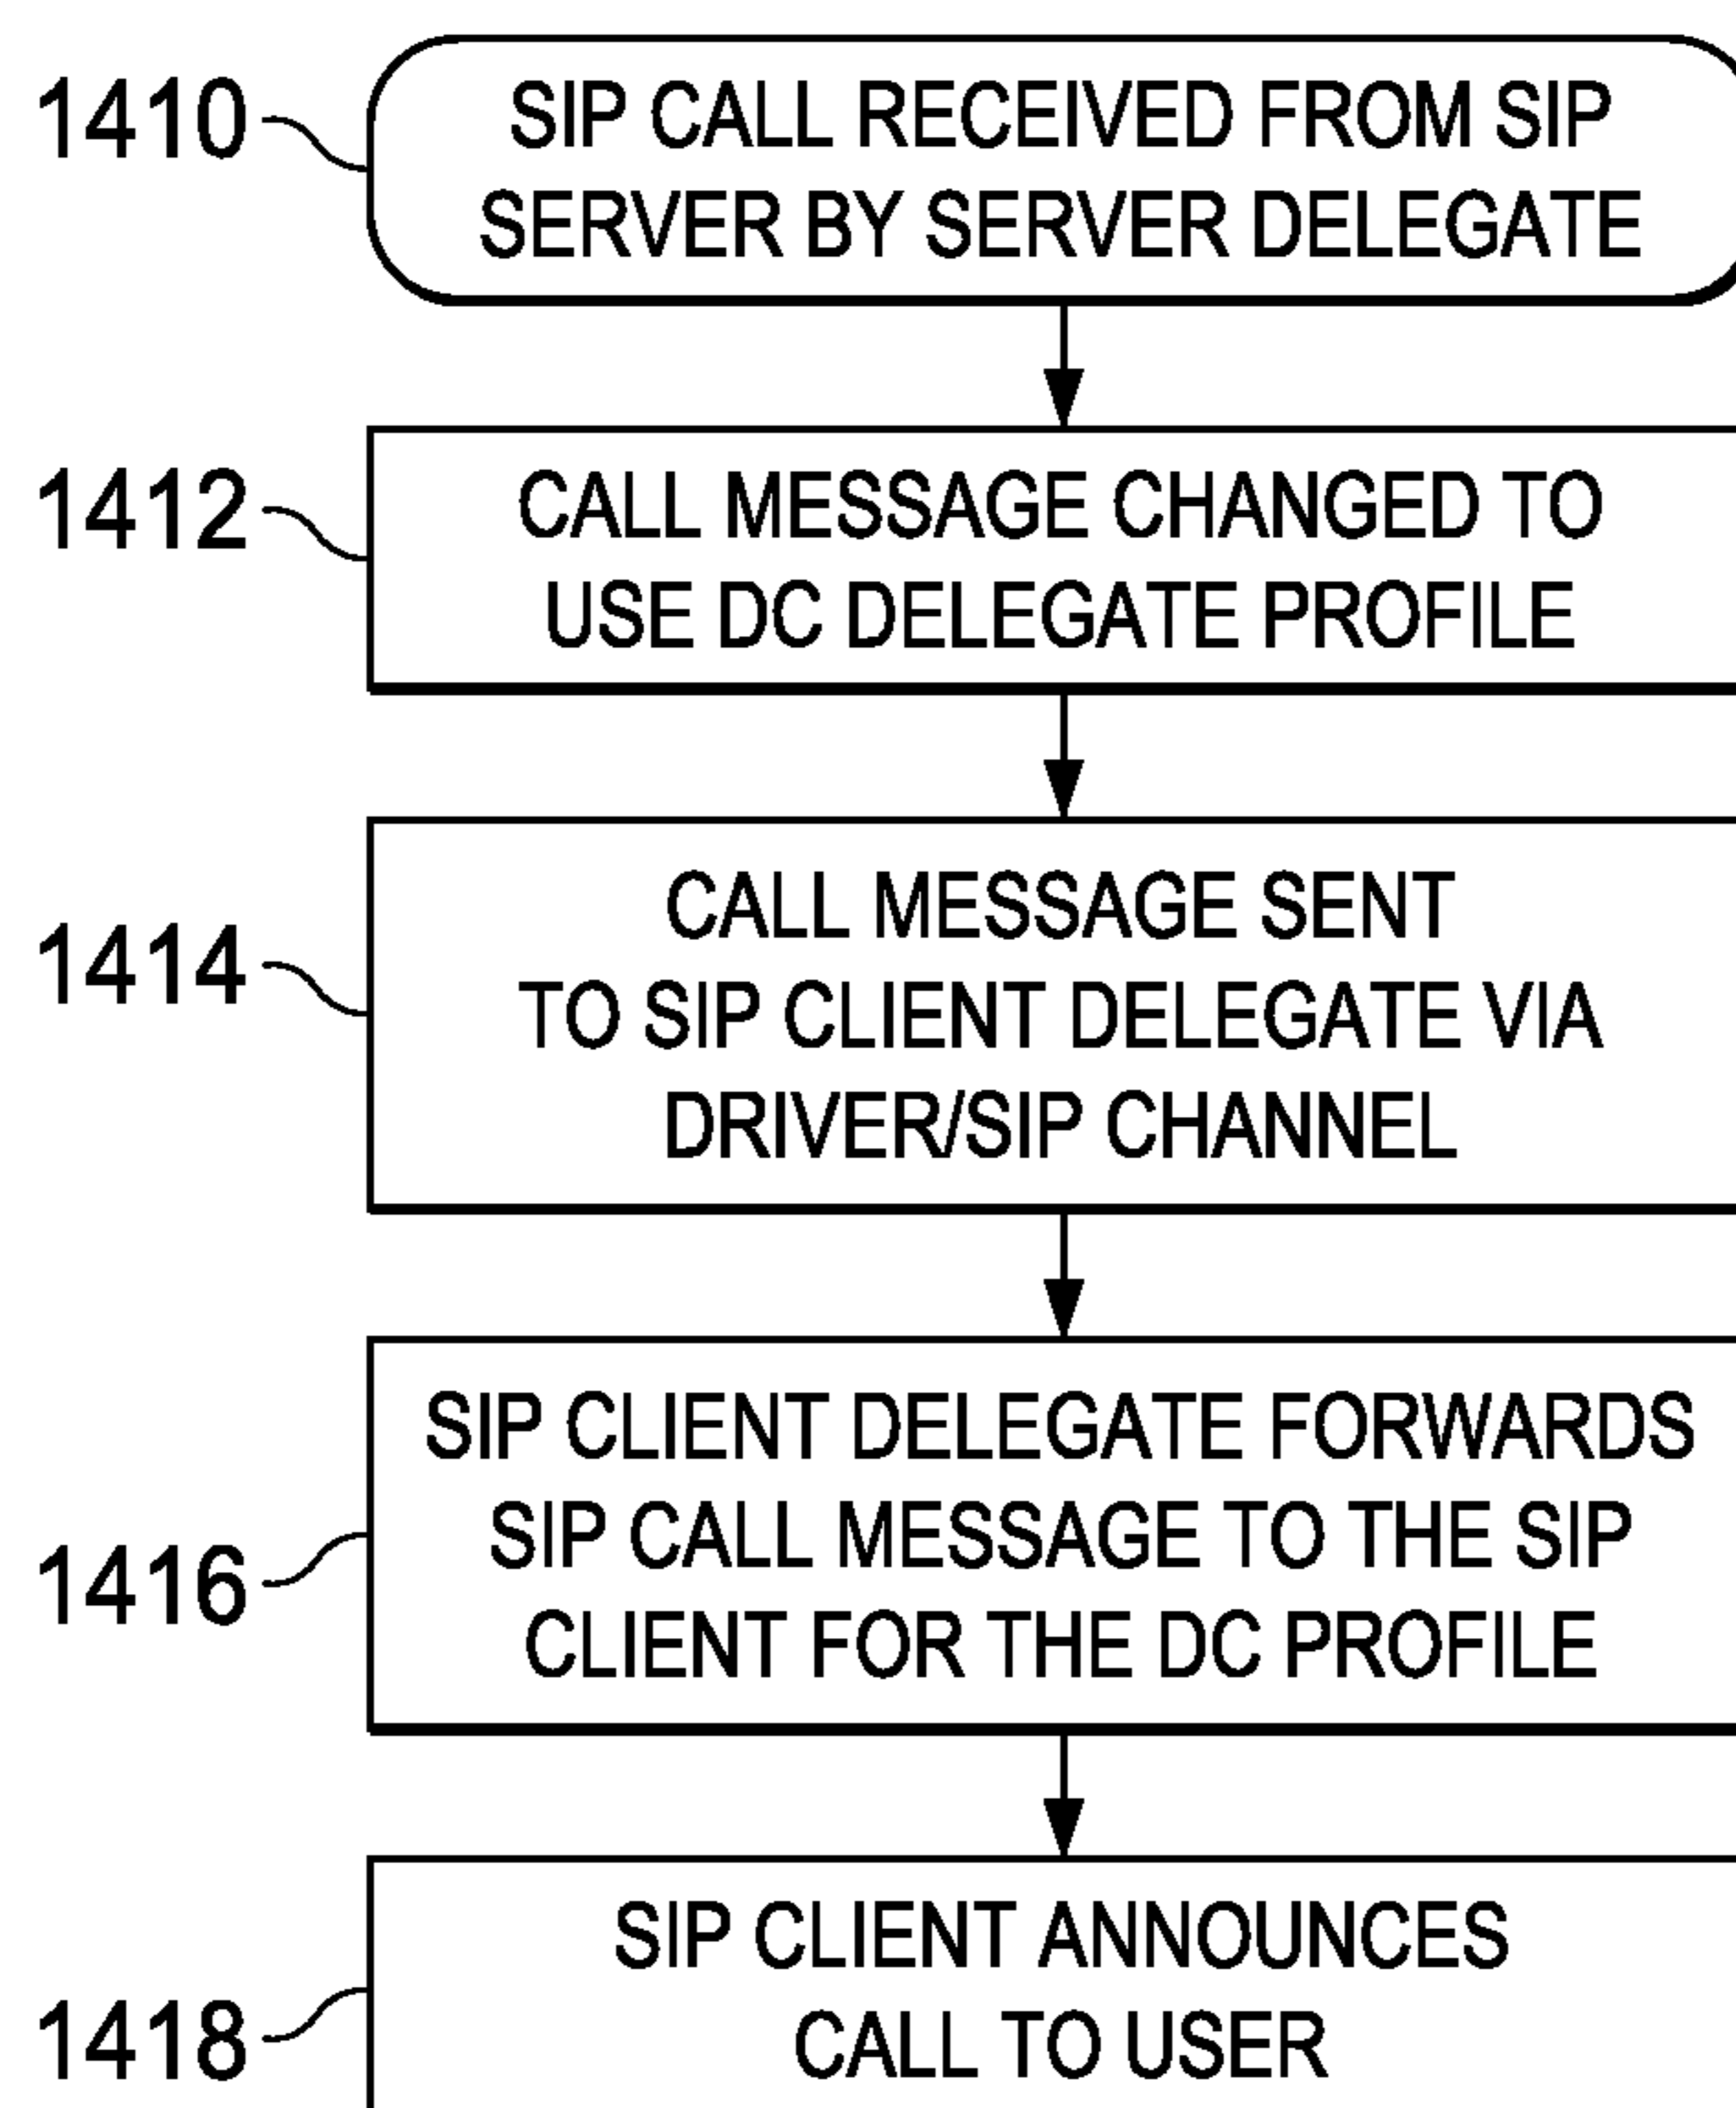 1410
SIP CALL RECEIVED FROM SIP
SERVER BY SERVER DELEGATE
1412
CALL MESSAGE CHANGED TO
USE DC DELEGATE PROFILE
1414
CALL MESSAGE SENT
TO SIP CLIENT DELEGATE VIA
DRIVER/SIP CHANNEL
1416
SIP CLIENT DELEGATE FORWARDS
SIP CALL MESSAGE TO THE SIP
CLIENT FOR THE DC PROFILE
1418
SIP CLIENT ANNOUNCES
CALL TO USER